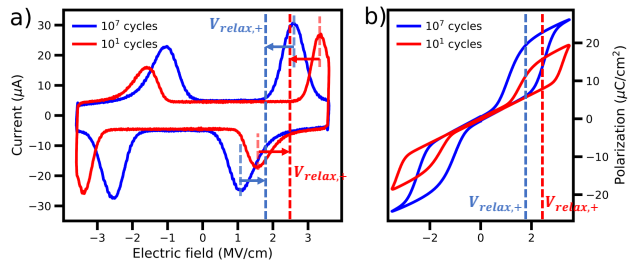 a)
10⁷ cycles
10¹ cycles
V_relax,+
V_relax,+
Current (μA)
30
20
10
0
−10
−20
−30
−3
−2
−1
0
1
2
3
Electric field (MV/cm)
b)
10⁷ cycles
10¹ cycles
V_relax,+
V_relax,+
20
10
0
−10
−20
Polarization (μC/cm²)
−2
0
2